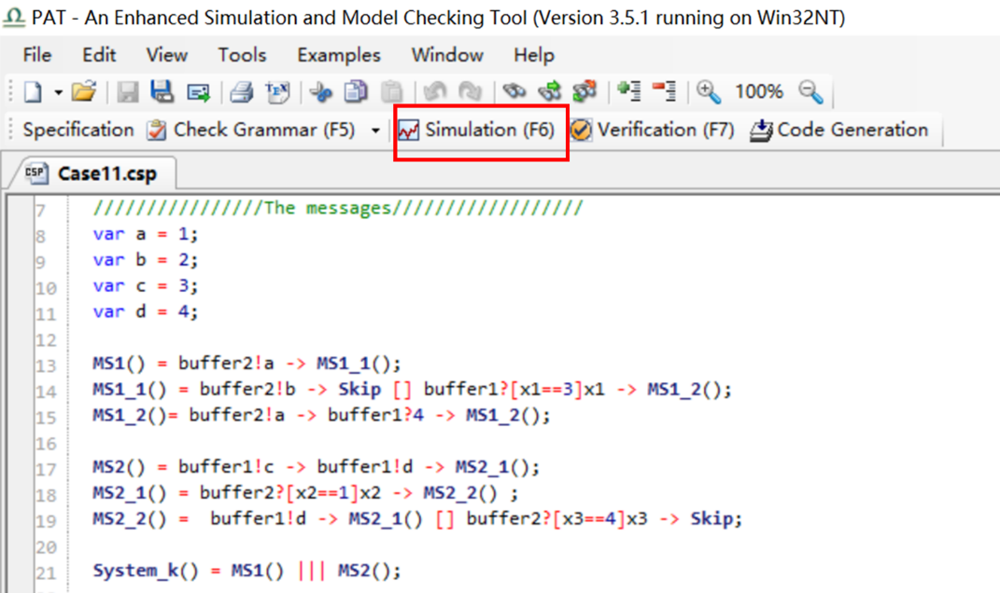 PAT - An Enhanced Simulation and Model Checking Tool (Version 3.5.1 running on Win32NT)
File Edit View Tools Examples Window Help
TEX 100%
Specification Check Grammar (F5) Simulation (F6) Verification (F7) Code Generation
CSP Case11.csp
7 ////////////////The messages//////////////////
8 var a = 1;
9 var b = 2;
10 var c = 3;
11 var d = 4;
12
13 MS1() = buffer2!a -> MS1_1();
14 MS1_1() = buffer2!b -> Skip [] buffer1?[x1==3]x1 -> MS1_2();
15 MS1_2()= buffer2!a -> buffer1?4 -> MS1_2();
16
17 MS2() = buffer1!c -> buffer1!d -> MS2_1();
18 MS2_1() = buffer2?[x2==1]x2 -> MS2_2() ;
19 MS2_2() =  buffer1!d -> MS2_1() [] buffer2?[x3==4]x3 -> Skip;
20
21 System_k() = MS1() ||| MS2();